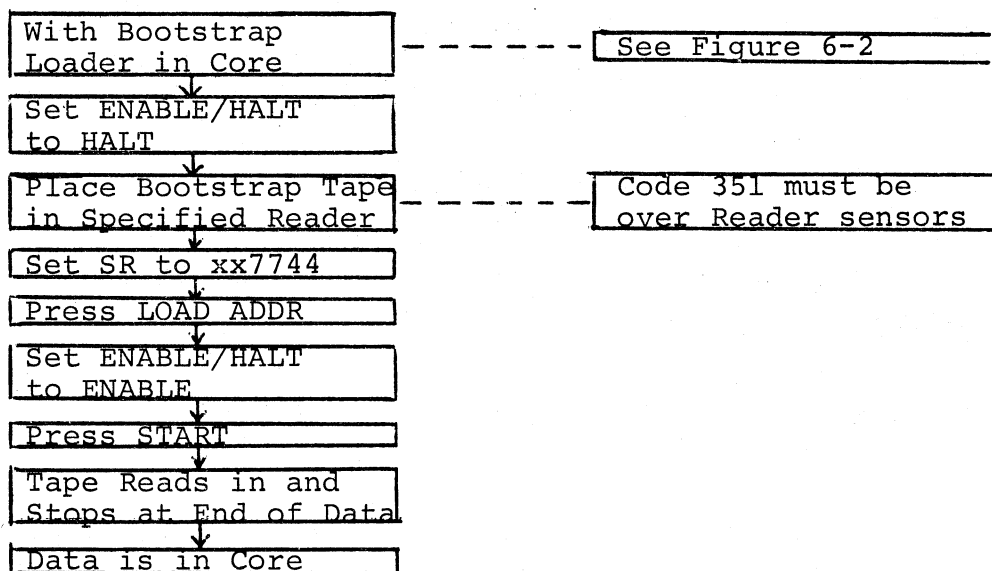 With Bootstrap
Loader in Core
See Figure 6-2
Set ENABLE/HALT
to HALT
Place Bootstrap Tape
in Specified Reader
Code 351 must be
over Reader sensors
Set SR to xx7744
Press LOAD ADDR
Set ENABLE/HALT
to ENABLE
Press START
Tape Reads in and
Stops at End of Data
Data is in Core